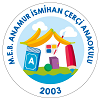 M.E.B. ANAMUR İSMİHAN ÇERÇİ ANAOKULU
2003
A